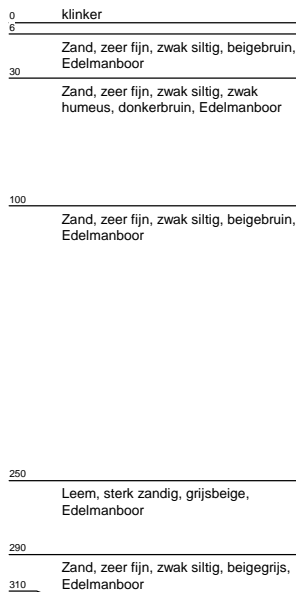 0 klinker
6
Zand, zeer fijn, zwak siltig, beigebruin,
Edelmanboor
30
Zand, zeer fijn, zwak siltig, zwak
humeus, donkerbruin, Edelmanboor
100
Zand, zeer fijn, zwak siltig, beigebruin,
Edelmanboor
250
Leem, sterk zandig, grijsbeige,
Edelmanboor
290
Zand, zeer fijn, zwak siltig, beigegrijs,
310 Edelmanboor